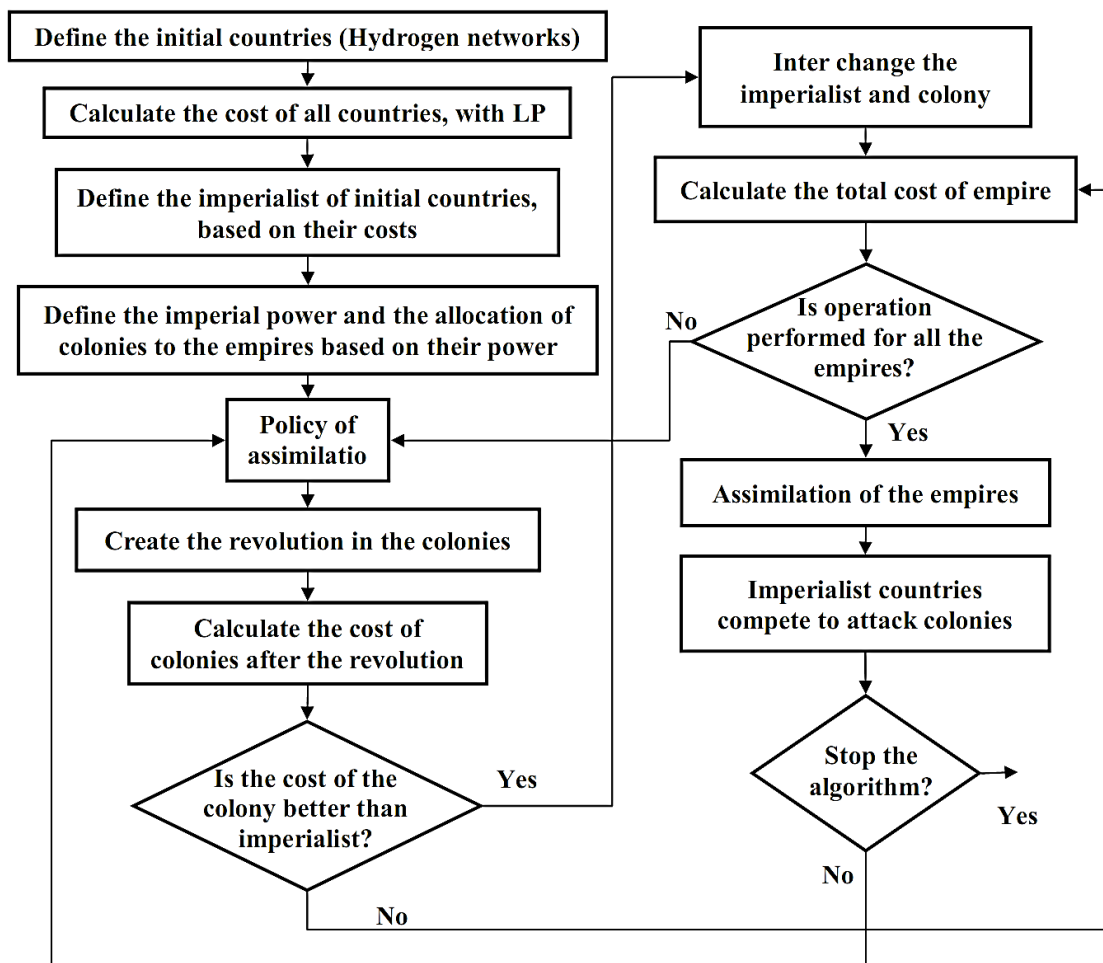 Define the initial countries (Hydrogen networks)
Calculate the cost of all countries, with LP
Define the imperialist of initial countries,
based on their costs
Define the imperial power and the allocation of
colonies to the empires based on their power
Policy of
assimilatio
Create the revolution in the colonies
Calculate the cost of
colonies after the revolution
Is the cost of the
colony better than
imperialist?
Yes
No
Inter change the
imperialist and colony
Calculate the total cost of empire
Is operation
performed for all the
empires?
No
Yes
Assimilation of the empires
Imperialist countries
compete to attack colonies
Stop the
algorithm?
Yes
No